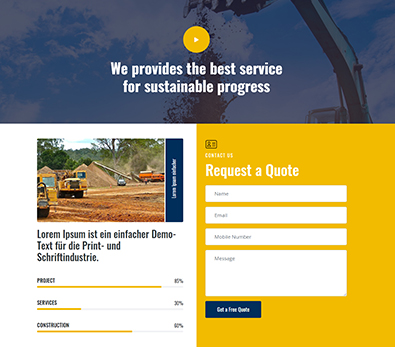 We provides the best service
for sustainable progress
Lorem Ipsum einfacher
Lorem Ipsum ist ein einfacher Demo-
Text für die Print- und
Schriftindustrie.
PROJECT 85%
SERVICES 30%
CONSTRUCTION 60%
CONTACT US
Request a Quote
Name
Email
Mobile Number
Message
Get a Free Quote